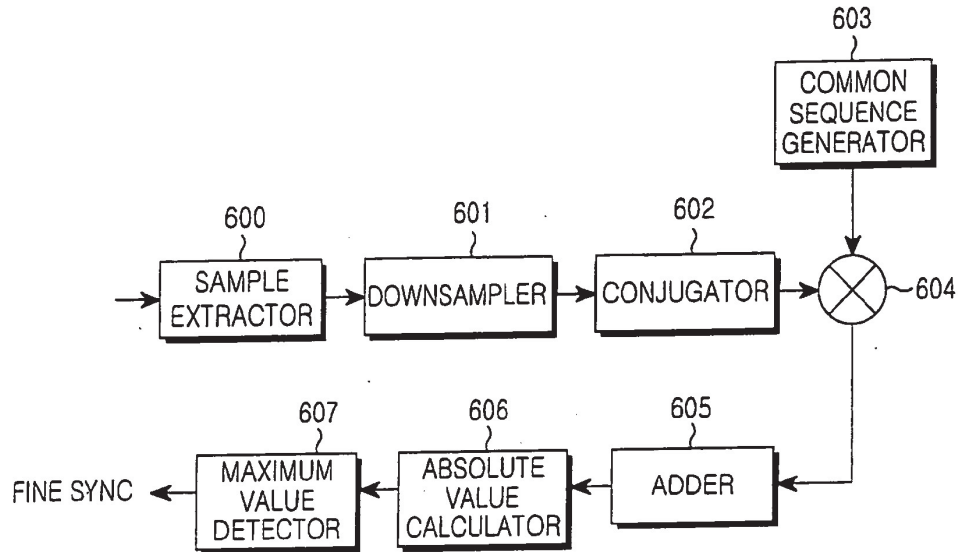 603
COMMON
SEQUENCE
GENERATOR
600
601
602
SAMPLE
EXTRACTOR
DOWNSAMPLER
CONJUGATOR
604
607
606
605
FINE SYNC
MAXIMUM
VALUE
DETECTOR
ABSOLUTE
VALUE
CALCULATOR
ADDER